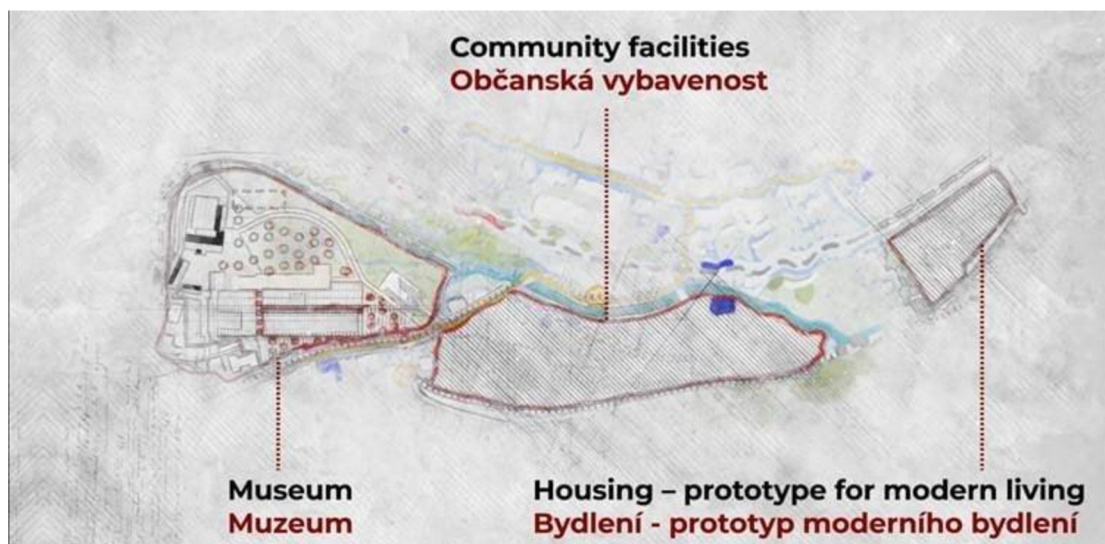 Community facilities
Občanská vybavenost
Museum
Muzeum
Housing – prototype for modern living
Bydlení - prototyp moderního bydlení